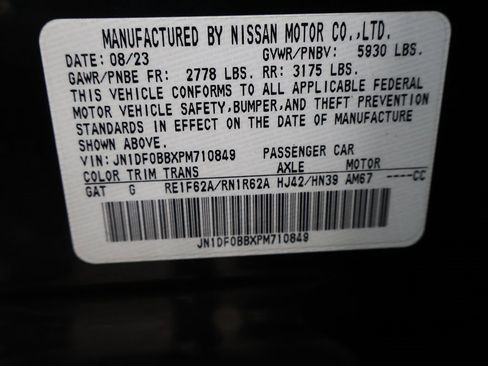 MANUFACTURED BY NISSAN MOTOR CO.,LTD.
DATE: 08/23 GVWR/PNBV: 5930 LBS.
GAWR/PNBE FR: 2778 LBS. RR: 3175 LBS.
THIS VEHICLE CONFORMS TO ALL APPLICABLE FEDERAL
MOTOR VEHICLE SAFETY,BUMPER,AND THEFT PREVENTION
STANDARDS IN EFFECT ON THE DATE OF MANUFACTURE
SHOWN ABOVE.
VIN: JN1DF0BBXPM710849 PASSENGER CAR
COLOR TRIM TRANS AXLE MOTOR
GAT G RE1F62A/RN1R62A HJ42/HN39 AM67 ----CC
JN1DF0BBXPM710849